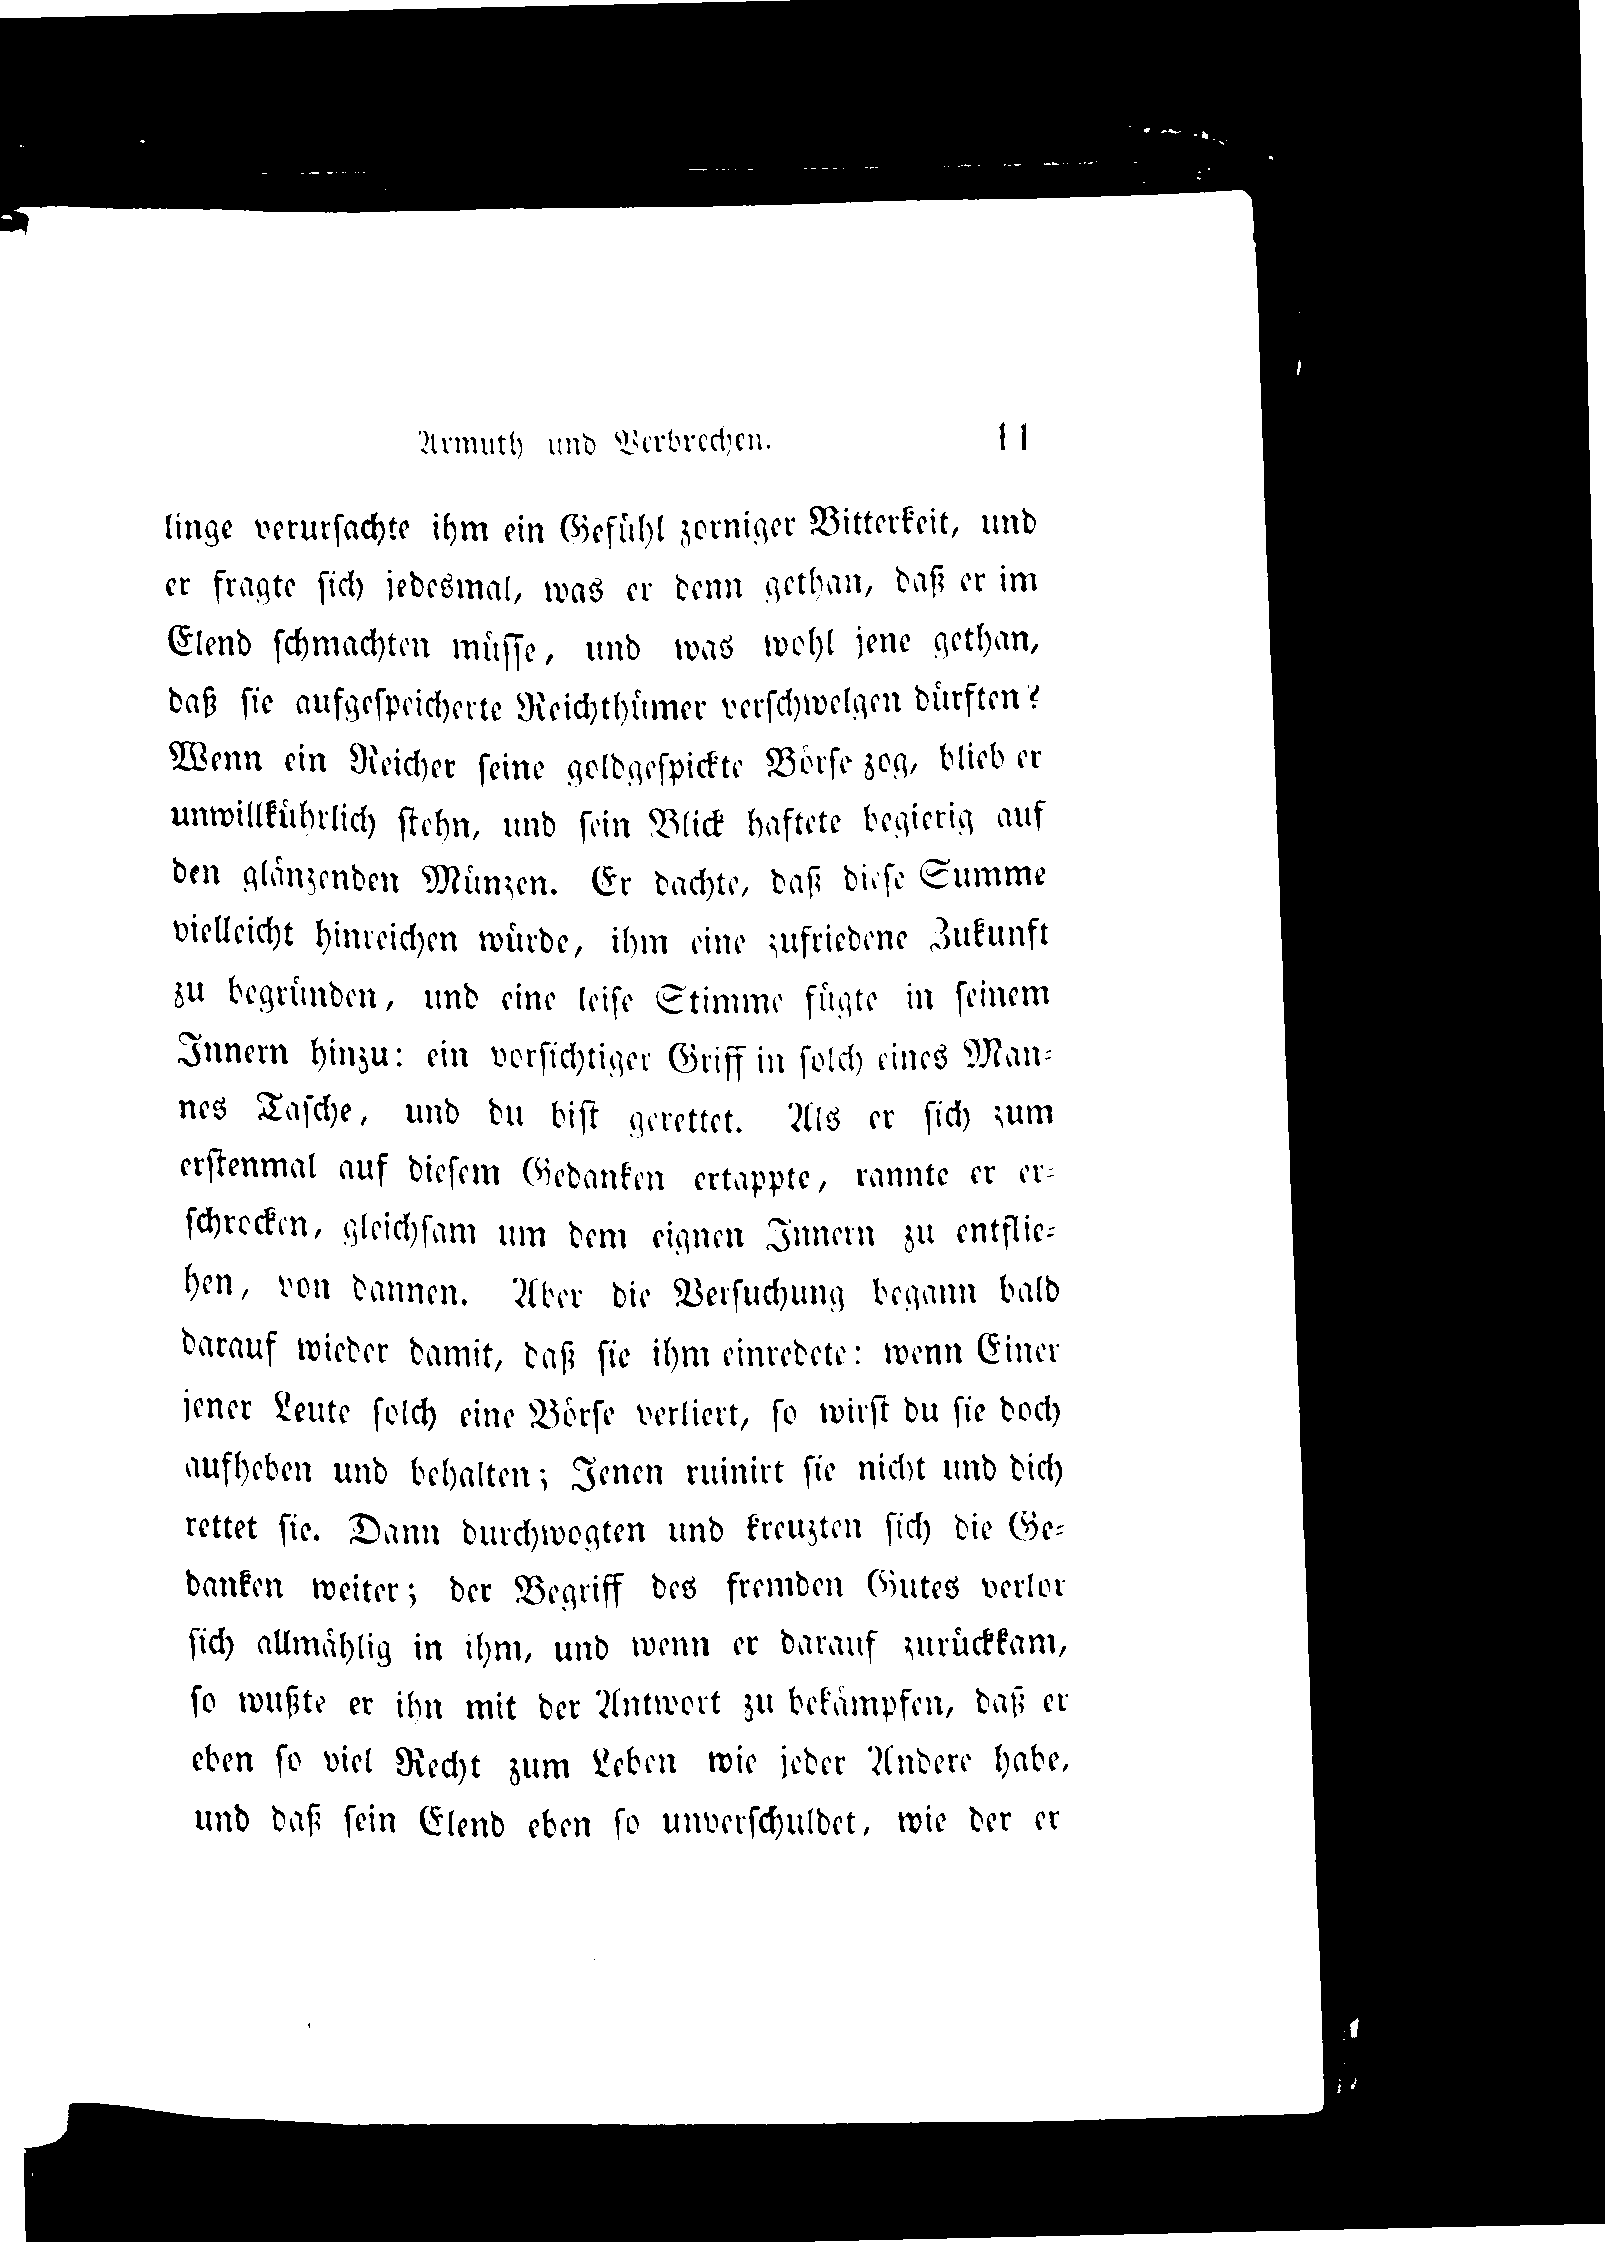 Armuth und Verbrechen. 11
linge verursachte ihm ein Gefühl zorniger Bitterkeit, und
er fragte sich jedesmal, was er denn gethan, daß er im
Elend schmachten müsse, und was wohl jene gethan,
daß sie aufgespeicherte Reichthümer verschwelgen dürften?
Wenn ein Reicher seine goldgespickte Börse zog, blieb er
unwillkührlich stehn, und sein Blick haftete begierig auf
den glänzenden Münzen. Er dachte, daß diese Summe
vielleicht hinreichen würde, ihm eine zufriedene Zukunft
zu begründen, und eine leise Stimme fügte in seinem
Innern hinzu: ein vorsichtiger Griff in solch eines Man-
nes Tasche, und du bist gerettet. Als er sich zum
erstenmal auf diesem Gedanken ertappte, rannte er er-
schrocken, gleichsam um dem eignen Innern zu entflie-
hen, von dannen. Aber die Versuchung begann bald
darauf wieder damit, daß sie ihm einredete: wenn Einer
jener Leute solch eine Börse verliert, so wirst du sie doch
aufheben und behalten; Jenen ruinirt sie nicht und dich
rettet sie. Dann durchwogten und kreuzten sich die Ge-
danken weiter; der Begriff des fremden Gutes verlor
sich allmählig in ihm, und wenn er darauf zurückkam,
so wußte er ihn mit der Antwort zu bekämpfen, daß er
eben so viel Recht zum Leben wie jeder Andere habe,
und daß sein Elend eben so unverschuldet, wie der er